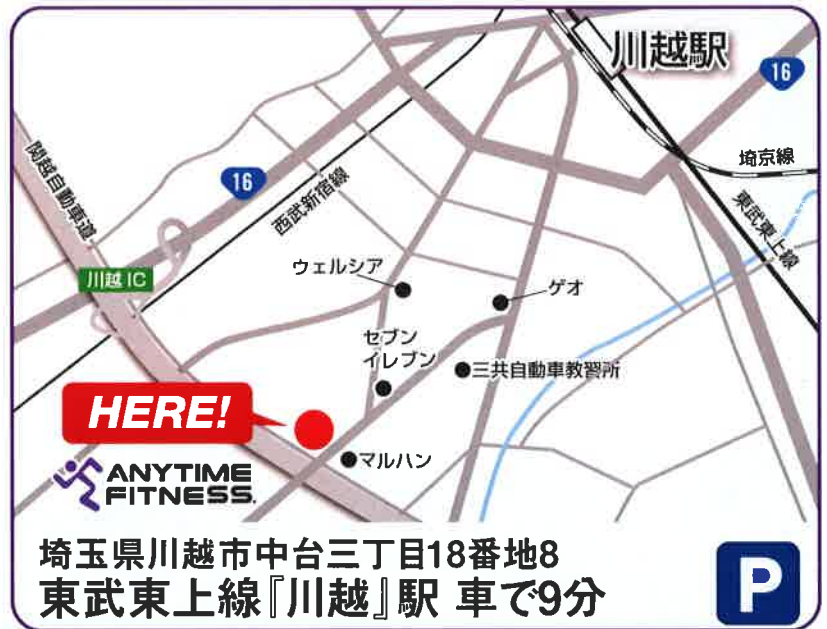 川越駅
16
埼京線
関越自動車道
16
西武新宿線
東武東上線
川越IC
ウェルシア
ゲオ
セブン
イレブン
三共自動車教習所
HERE!
マルハン
ANYTIME
FITNESS.
埼玉県川越市中台三丁目18番地8
東武東上線『川越』駅 車で9分
P